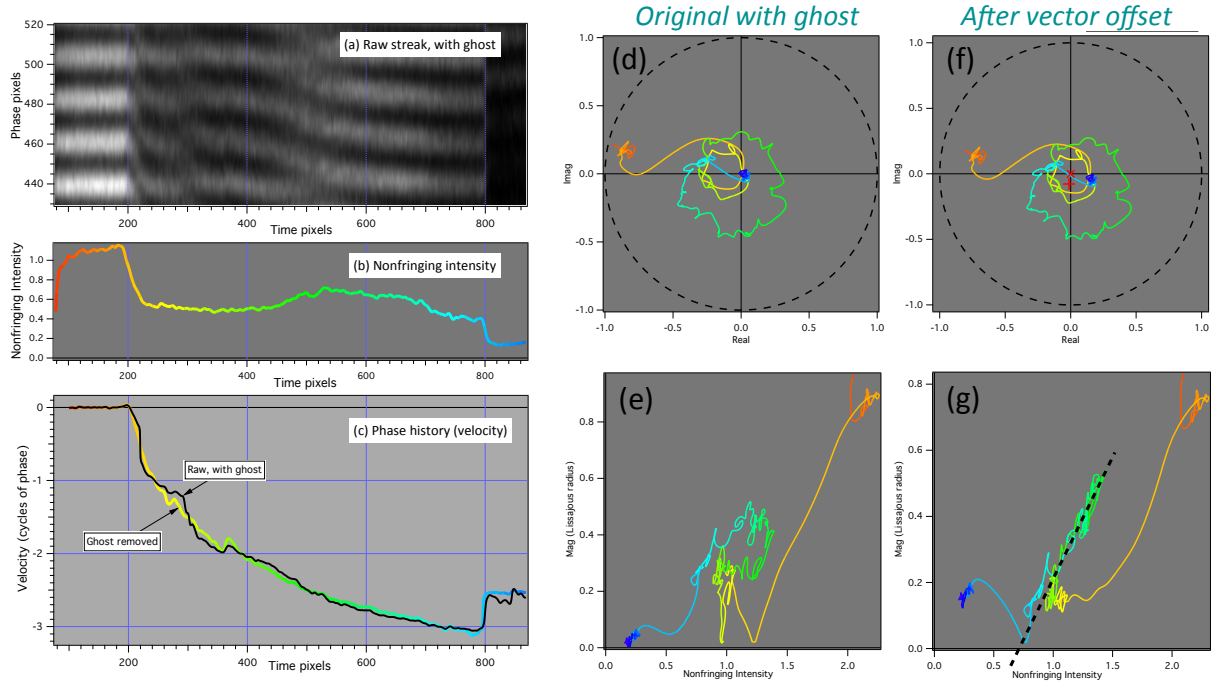 Original with ghost
After vector offset
(a) Raw streak, with ghost
520
500
480
460
440
Phase pixels
200
400
600
800
Time pixels
(b) Nonfringing intensity
1.0
0.8
0.6
0.4
0.2
0.0
Nonfringing Intensity
200
400
600
800
Time pixels
(c) Phase history (velocity)
0
-1
-2
-3
Velocity (cycles of phase)
Raw, with ghost
Ghost removed
200
400
600
800
Time pixels
(d)
1.0
0.5
0.0
-0.5
-1.0
Imag
-1.0
-0.5
0.0
0.5
1.0
Real
(f)
1.0
0.5
0.0
-0.5
-1.0
Imag
-1.0
-0.5
0.0
0.5
1.0
Real
(e)
0.8
0.6
0.4
0.2
0.0
Mag (Lissajous radius)
0.0
0.5
1.0
1.5
2.0
Nonfringing Intensity
(g)
0.8
0.6
0.4
0.2
0.0
Mag (Lissajous radius)
0.0
0.5
1.0
1.5
2.0
Nonfringing Intensity